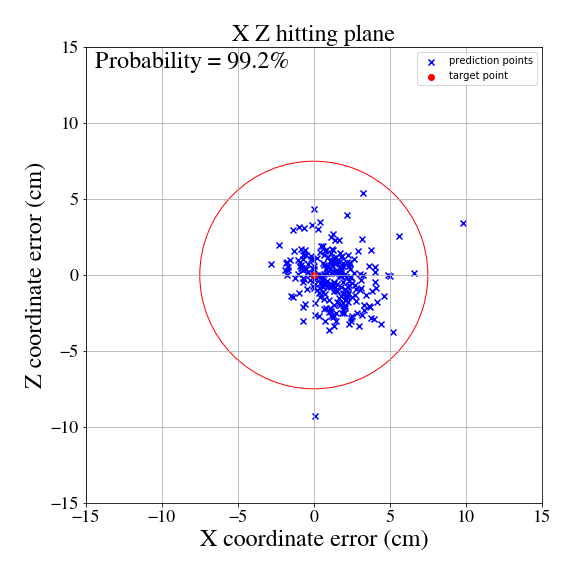 X Z hitting plane
Probability = 99.2%
prediction points
target point
Z coordinate error (cm)
15
10
5
0
−5
−10
−15
−15
−10
−5
0
5
10
15
X coordinate error (cm)